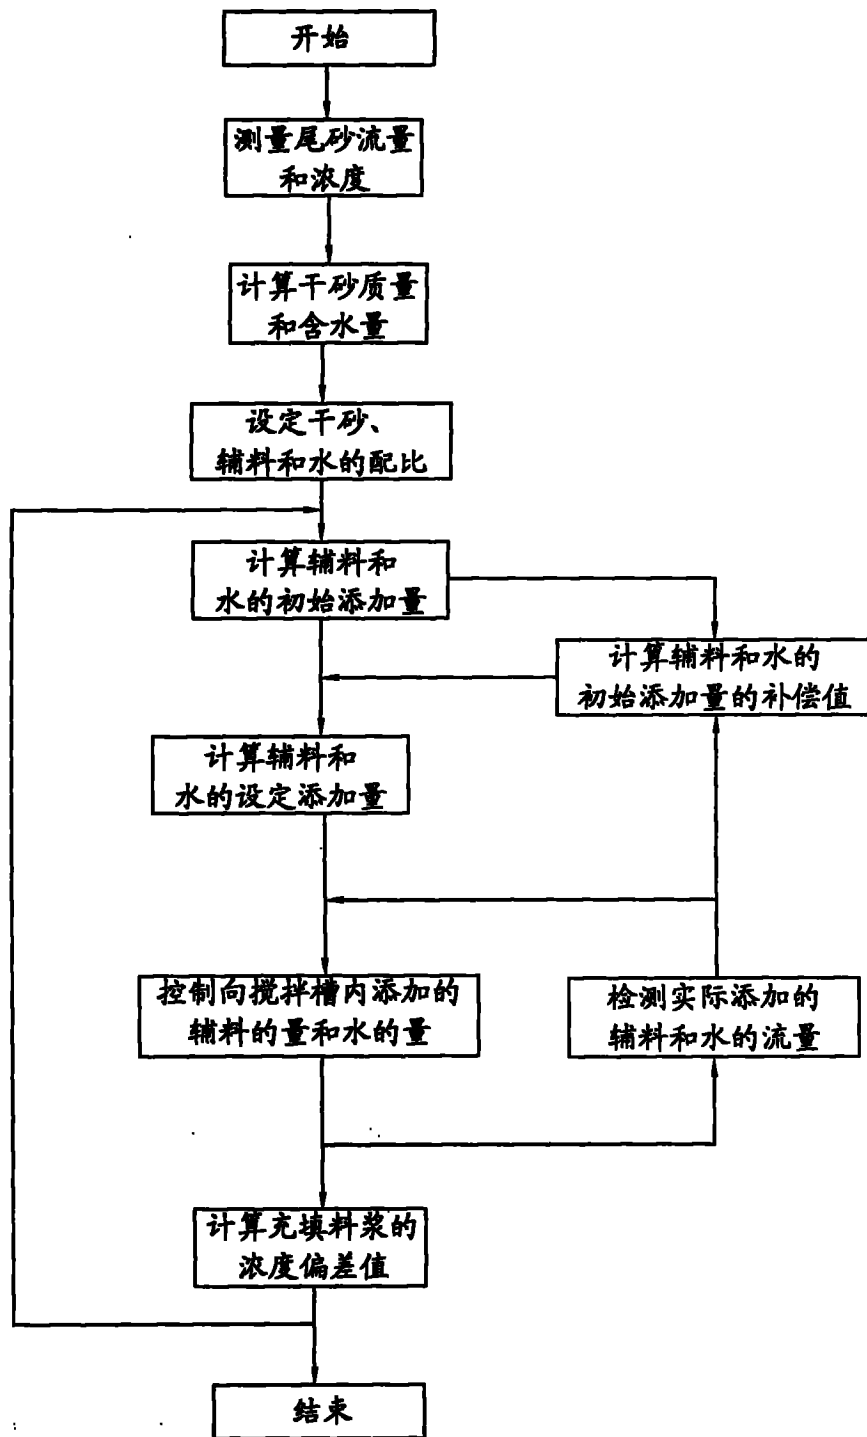 开始
测量尾砂流量
和浓度
计算干砂质量
和含水量
设定干砂、
辅料和水的配比
计算辅料和
水的初始添加量
计算辅料和水的
初始添加量的补偿值
计算辅料和
水的设定添加量
控制向搅拌槽内添加的
辅料的量和水的量
检测实际添加的
辅料和水的流量
计算充填料浆的
浓度偏差值
结束